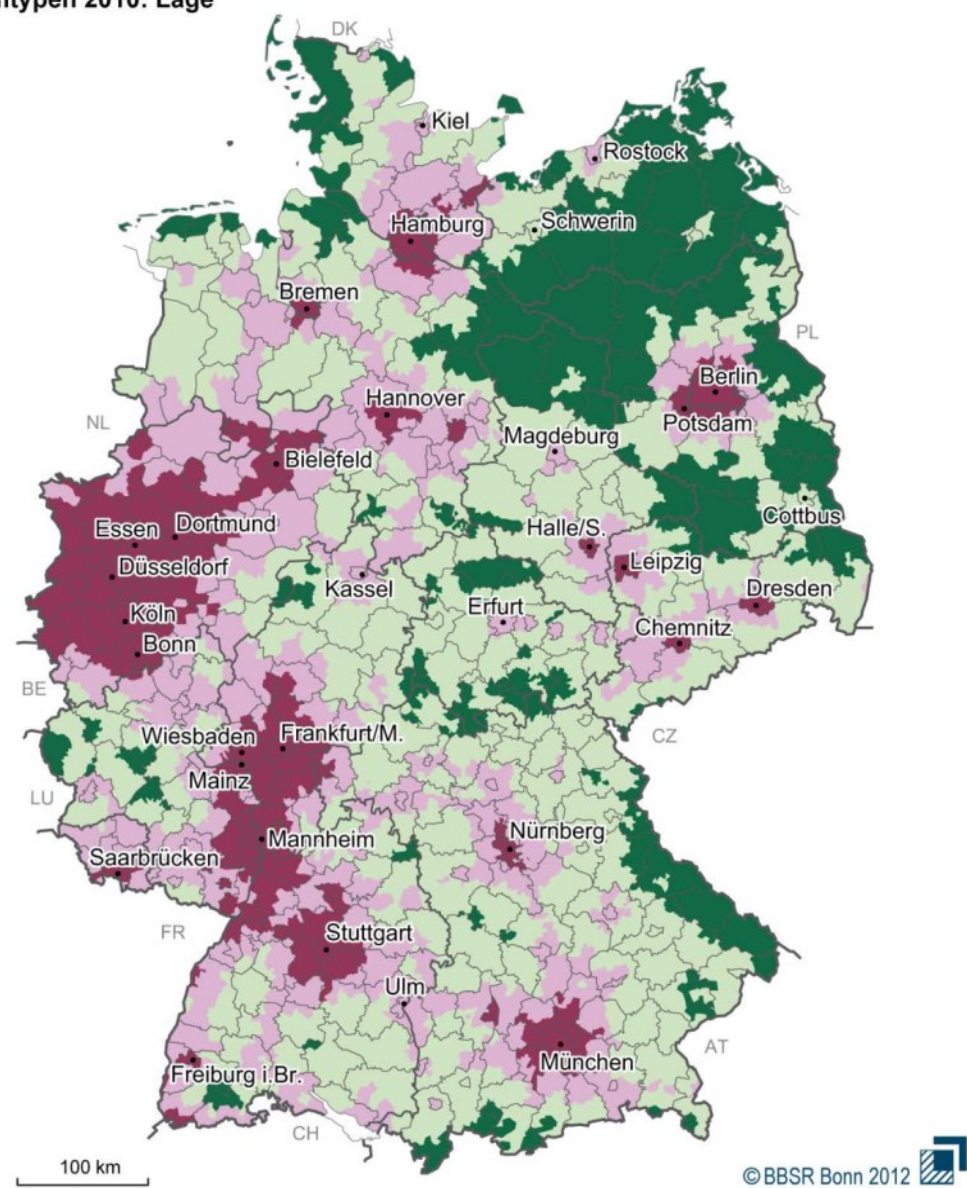 2010: Lage
DK
Kiel
Rostock
Hamburg
Schwerin
Bremen
PL
Berlin
Hannover
Potsdam
NL
Magdeburg
Bielefeld
Cottbus
Essen
Dortmund
Halle/S.
Leipzig
Düsseldorf
Kassel
Dresden
Köln
Erfurt
Chemnitz
Bonn
BE
Wiesbaden
Frankfurt/M.
CZ
Mainz
LU
Nürnberg
Mannheim
Saarbrücken
FR
Stuttgart
Ulm
AT
München
Freiburg i.Br.
CH
100 km
© BBSR Bonn 2012